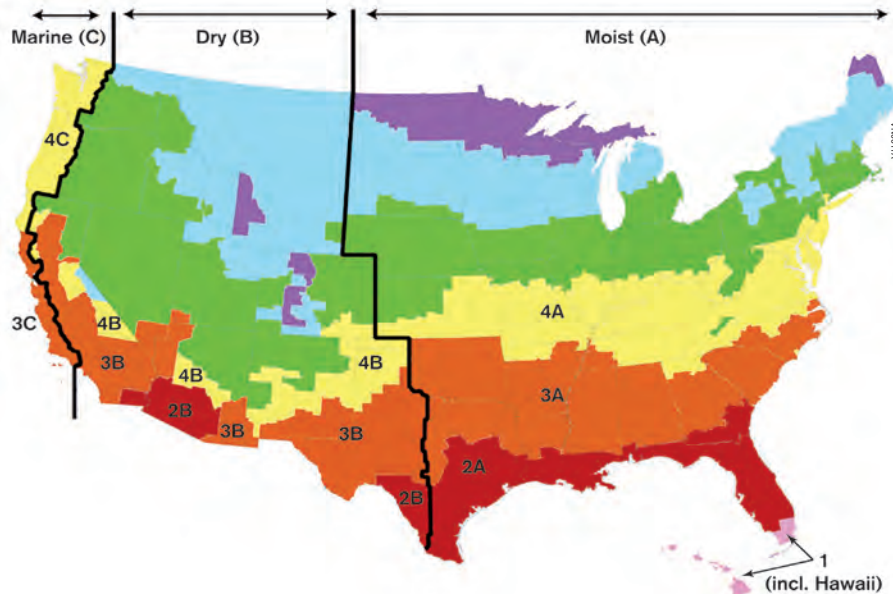 Marine (C)
Dry (B)
Moist (A)
4C
3C
4B
3B
4B
2B
3B
4B
3B
2B
4A
3A
2A
1
(incl. Hawaii)